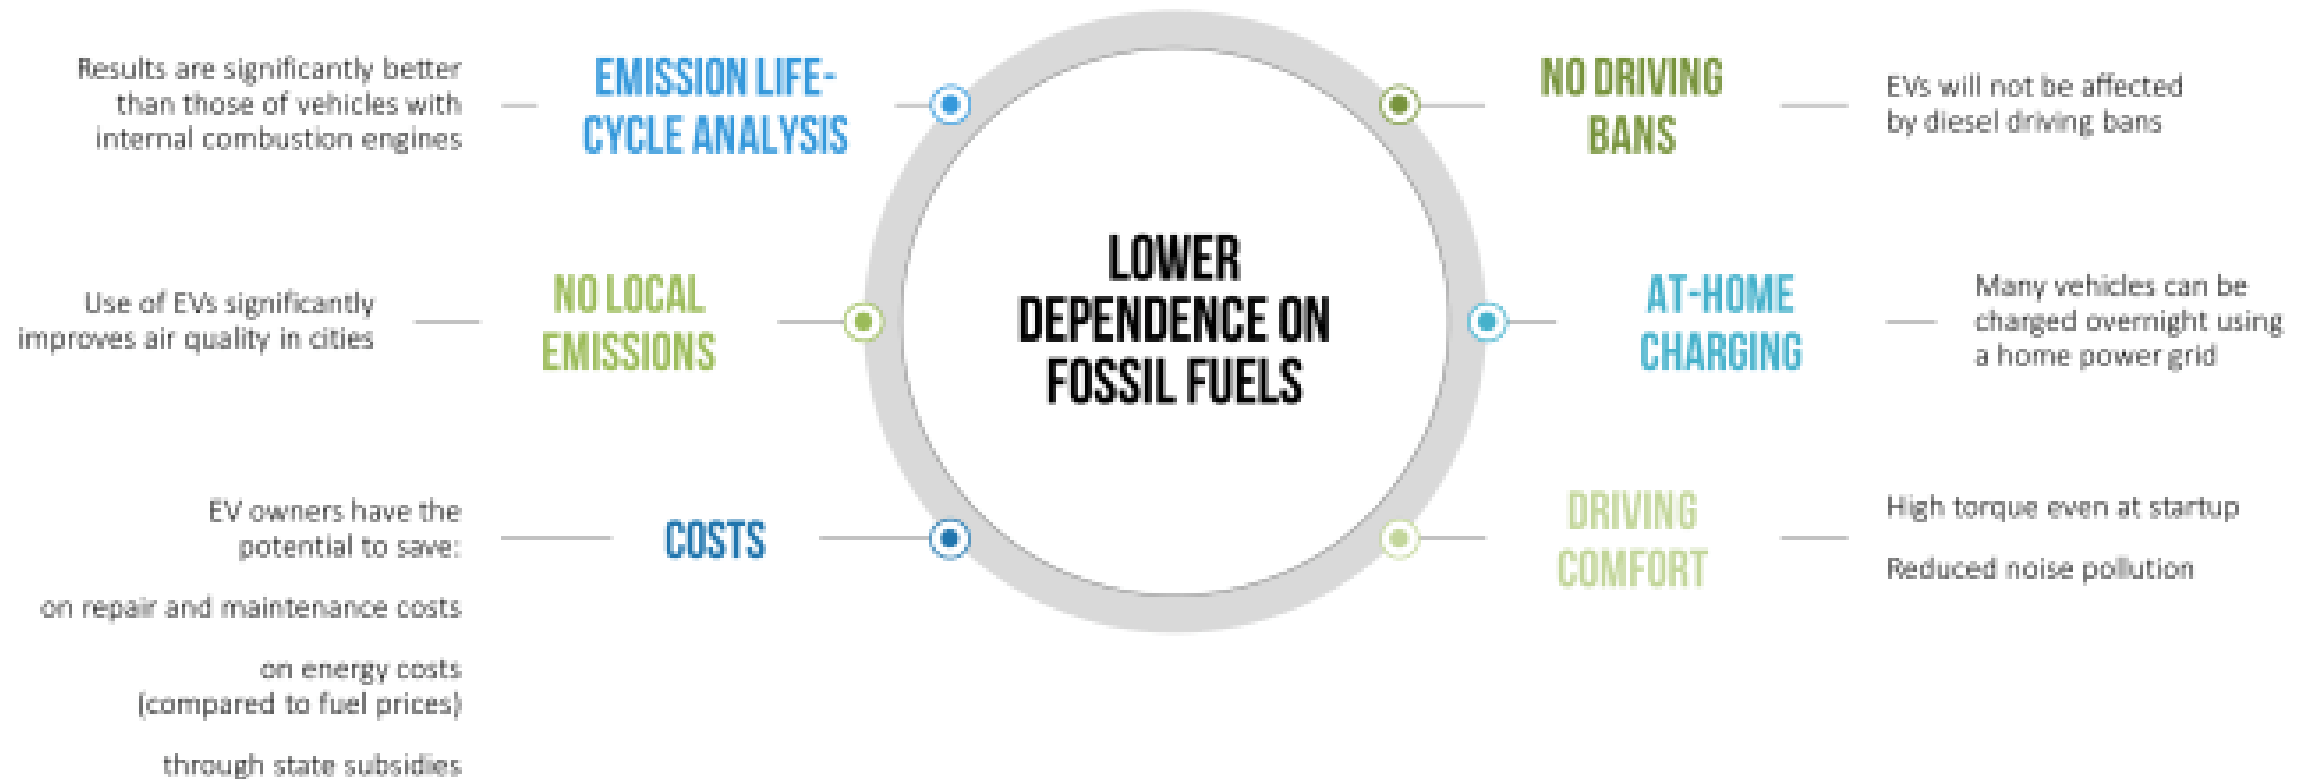 Results are significantly better
than those of vehicles with
internal combustion engines
EMISSION LIFE-
CYCLE ANALYSIS
Use of EVs significantly
improves air quality in cities
NO LOCAL
EMISSIONS
EV owners have the
potential to save:
on repair and maintenance costs
on energy costs
(compared to fuel prices)
through state subsidies
COSTS
LOWER
DEPENDENCE ON
FOSSIL FUELS
NO DRIVING
BANS
EVs will not be affected
by diesel driving bans
AT-HOME
CHARGING
Many vehicles can be
charged overnight using
a home power grid
DRIVING
COMFORT
High torque even at startup
Reduced noise pollution